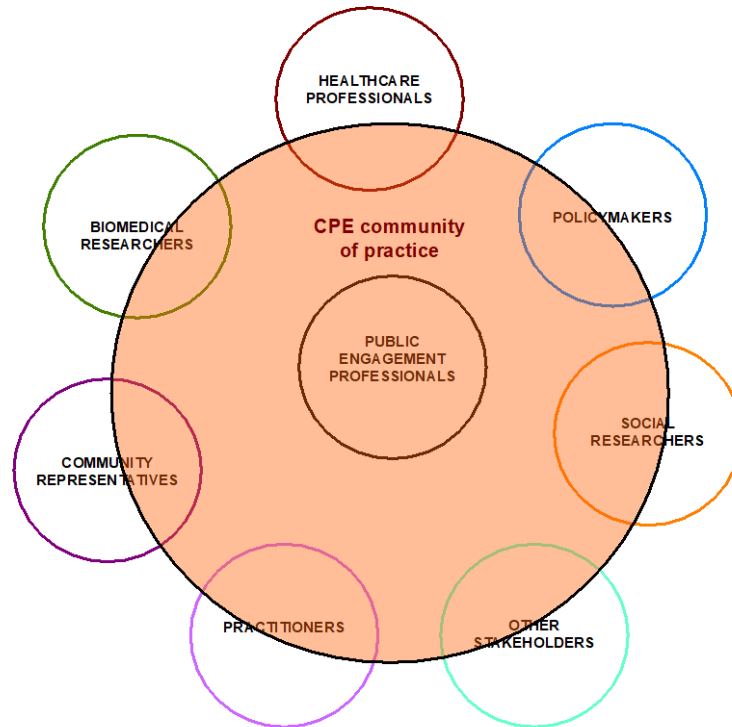 HEALTHCARE
PROFESSIONALS
BIOMEDICAL
RESEARCHERS
POLICYMAKERS
CPE community
of practice
PUBLIC
ENGAGEMENT
PROFESSIONALS
SOCIAL
RESEARCHERS
COMMUNITY
REPRESENTATIVES
PRACTITIONERS
OTHER
STAKEHOLDERS